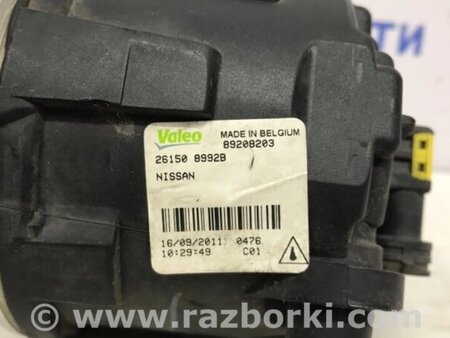 ТИ
Valeo MADE IN BELGIUM
89208203
26150 8992B
NISSAN
16/09/2011 0476
10:29:49 C01
www.razborki.com